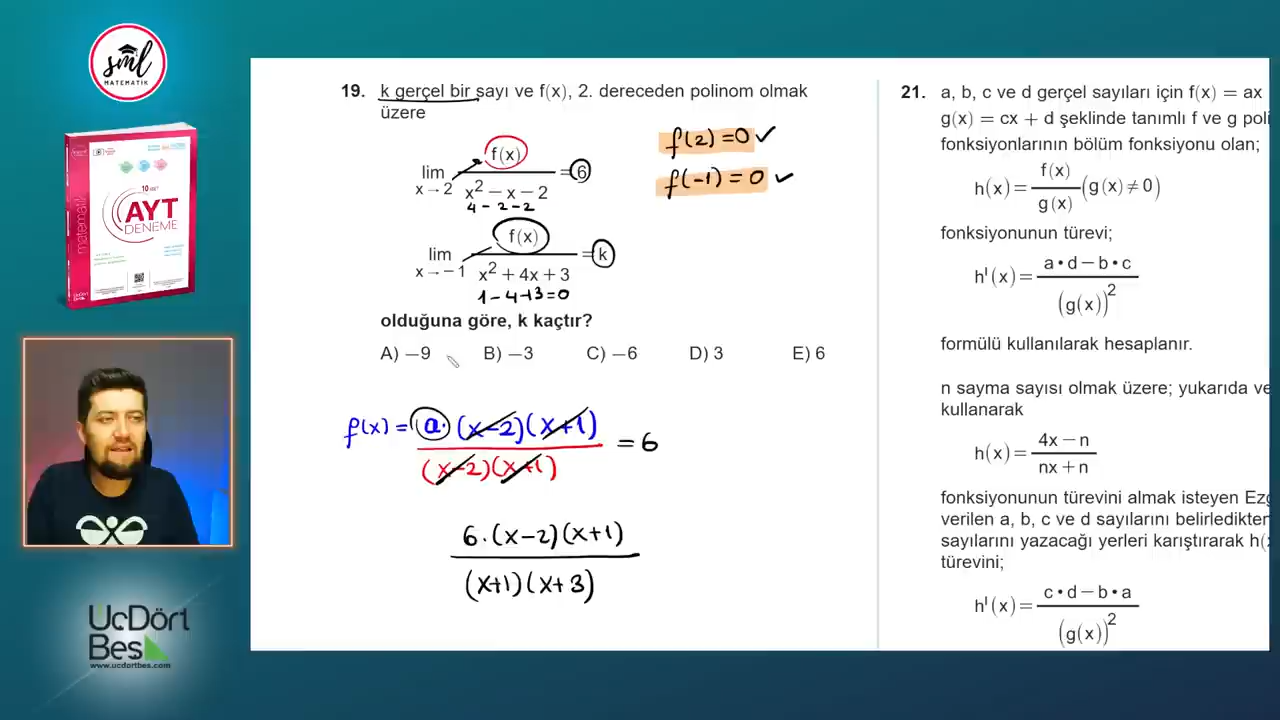 sml
MATEMATİK
matematik
10 ADET
AYT
DENEME
ÜçDörtBeş
UcDört
Bes
www.ucdortbes.com
19. k gerçel bir sayı ve f(x), 2. dereceden polinom olmak
üzere
lim x→2 f(x) / x² − x − 2 = 6
4 − 2 − 2
lim x→−1 f(x) / x² + 4x + 3 = k
1 − 4 + 3 = 0
f(2) = 0 ✓
f(−1) = 0 ✓
olduğuna göre, k kaçtır?
A) −9 B) −3 C) −6 D) 3 E) 6
f(x) = a·(x−2)(x+1) / (x−2)(x+1) = 6
6·(x−2)(x+1) / (x+1)(x+3)
21. a, b, c ve d gerçel sayıları için f(x) = ax
g(x) = cx + d şeklinde tanımlı f ve g poli
fonksiyonlarının bölüm fonksiyonu olan;
h(x) = f(x) / g(x) (g(x) ≠ 0)
fonksiyonunun türevi;
h'(x) = a•d − b•c / (g(x))²
formülü kullanılarak hesaplanır.
n sayma sayısı olmak üzere; yukarıda ve
kullanarak
h(x) = 4x − n / nx + n
fonksiyonunun türevini almak isteyen Ezg
verilen a, b, c ve d sayılarını belirledikten
sayılarını yazacağı yerleri karıştırarak h(
türevini;
h'(x) = c•d − b•a / (g(x))²